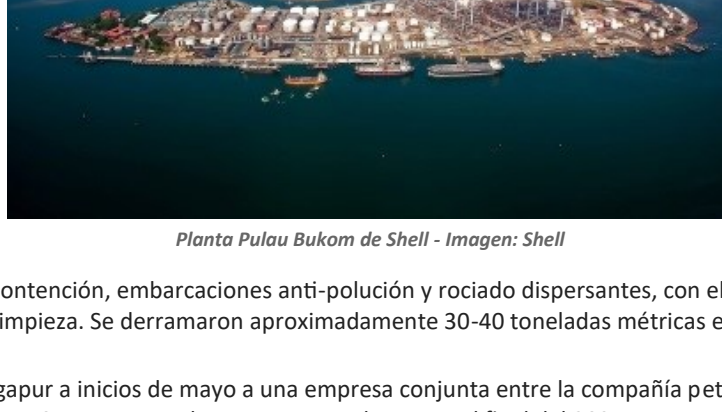 Planta Pulau Bukom de Shell - Imagen: Shell
ontención, embarcaciones anti-polución y rociado dispersantes, con el
impieza. Se derramaron aproximadamente 30-40 toneladas métricas e
gapur a inicios de mayo a una empresa conjunta entre la compañía pet